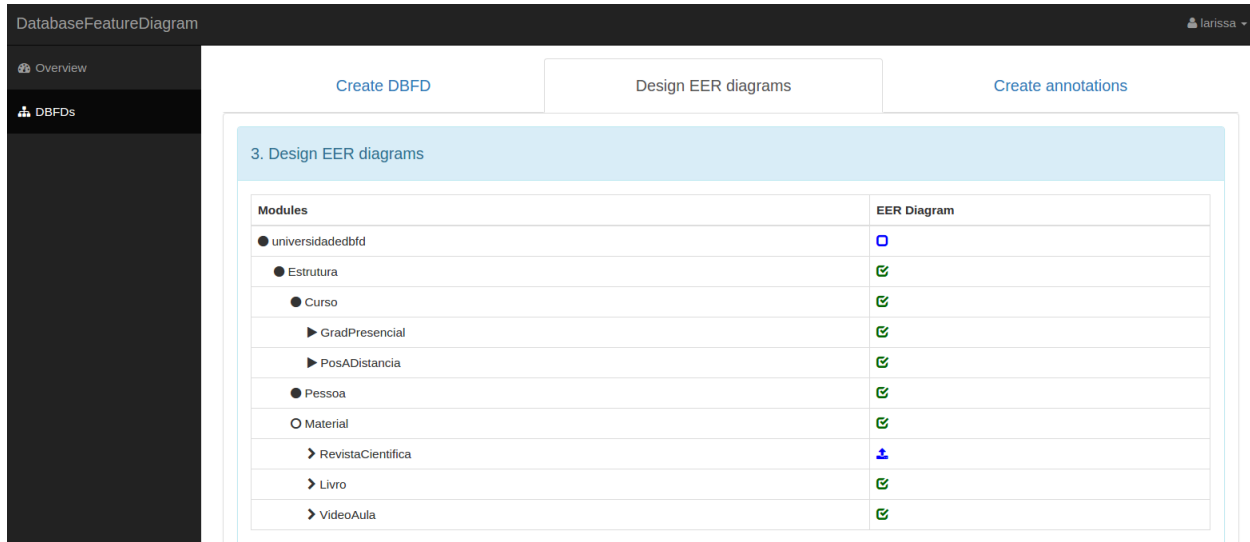 DatabaseFeatureDiagram
larissa
Overview
DBFDs
Create DBFD
Design EER diagrams
Create annotations
3. Design EER diagrams
Modules
EER Diagram
universidadedbfd
Estrutura
Curso
GradPresencial
PosADistancia
Pessoa
Material
RevistaCientifica
Livro
VideoAula